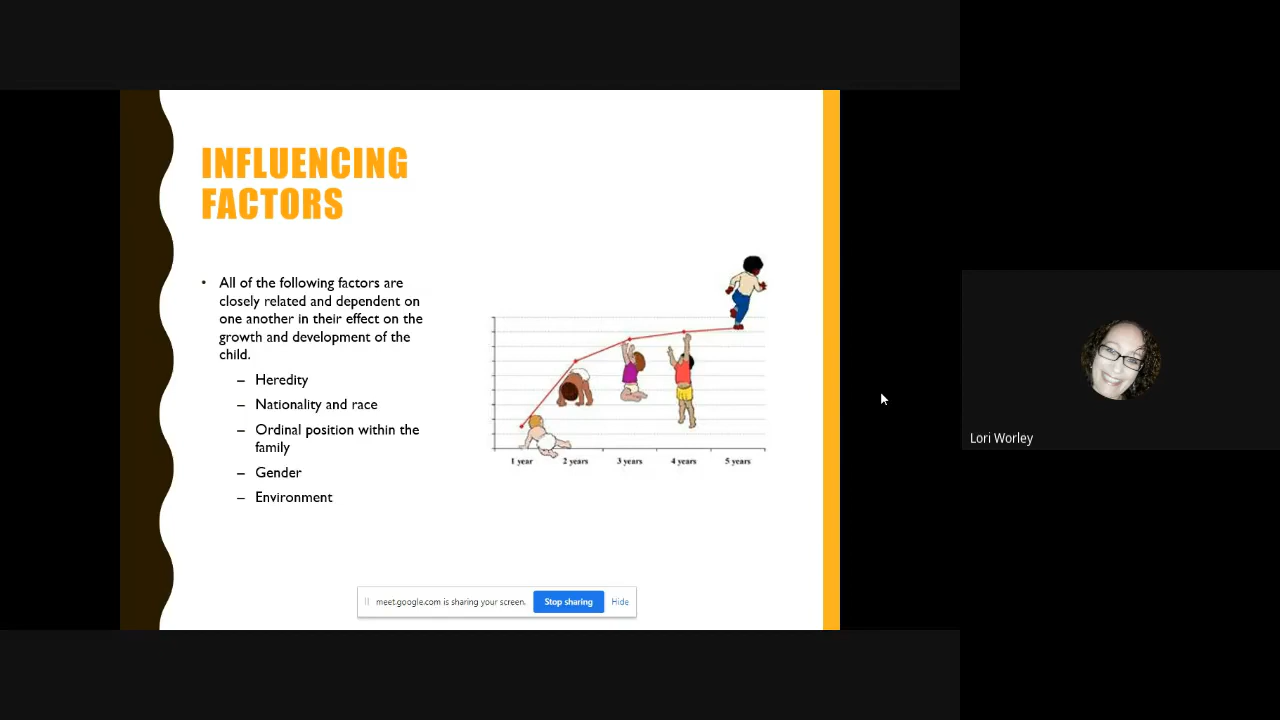 INFLUENCING
FACTORS
• All of the following factors are
closely related and dependent on
one another in their effect on the
growth and development of the
child.
– Heredity
– Nationality and race
– Ordinal position within the
family
– Gender
– Environment
1 year 2 years 3 years 4 years 5 years
meet.google.com is sharing your screen. Stop sharing Hide
Lori Worley